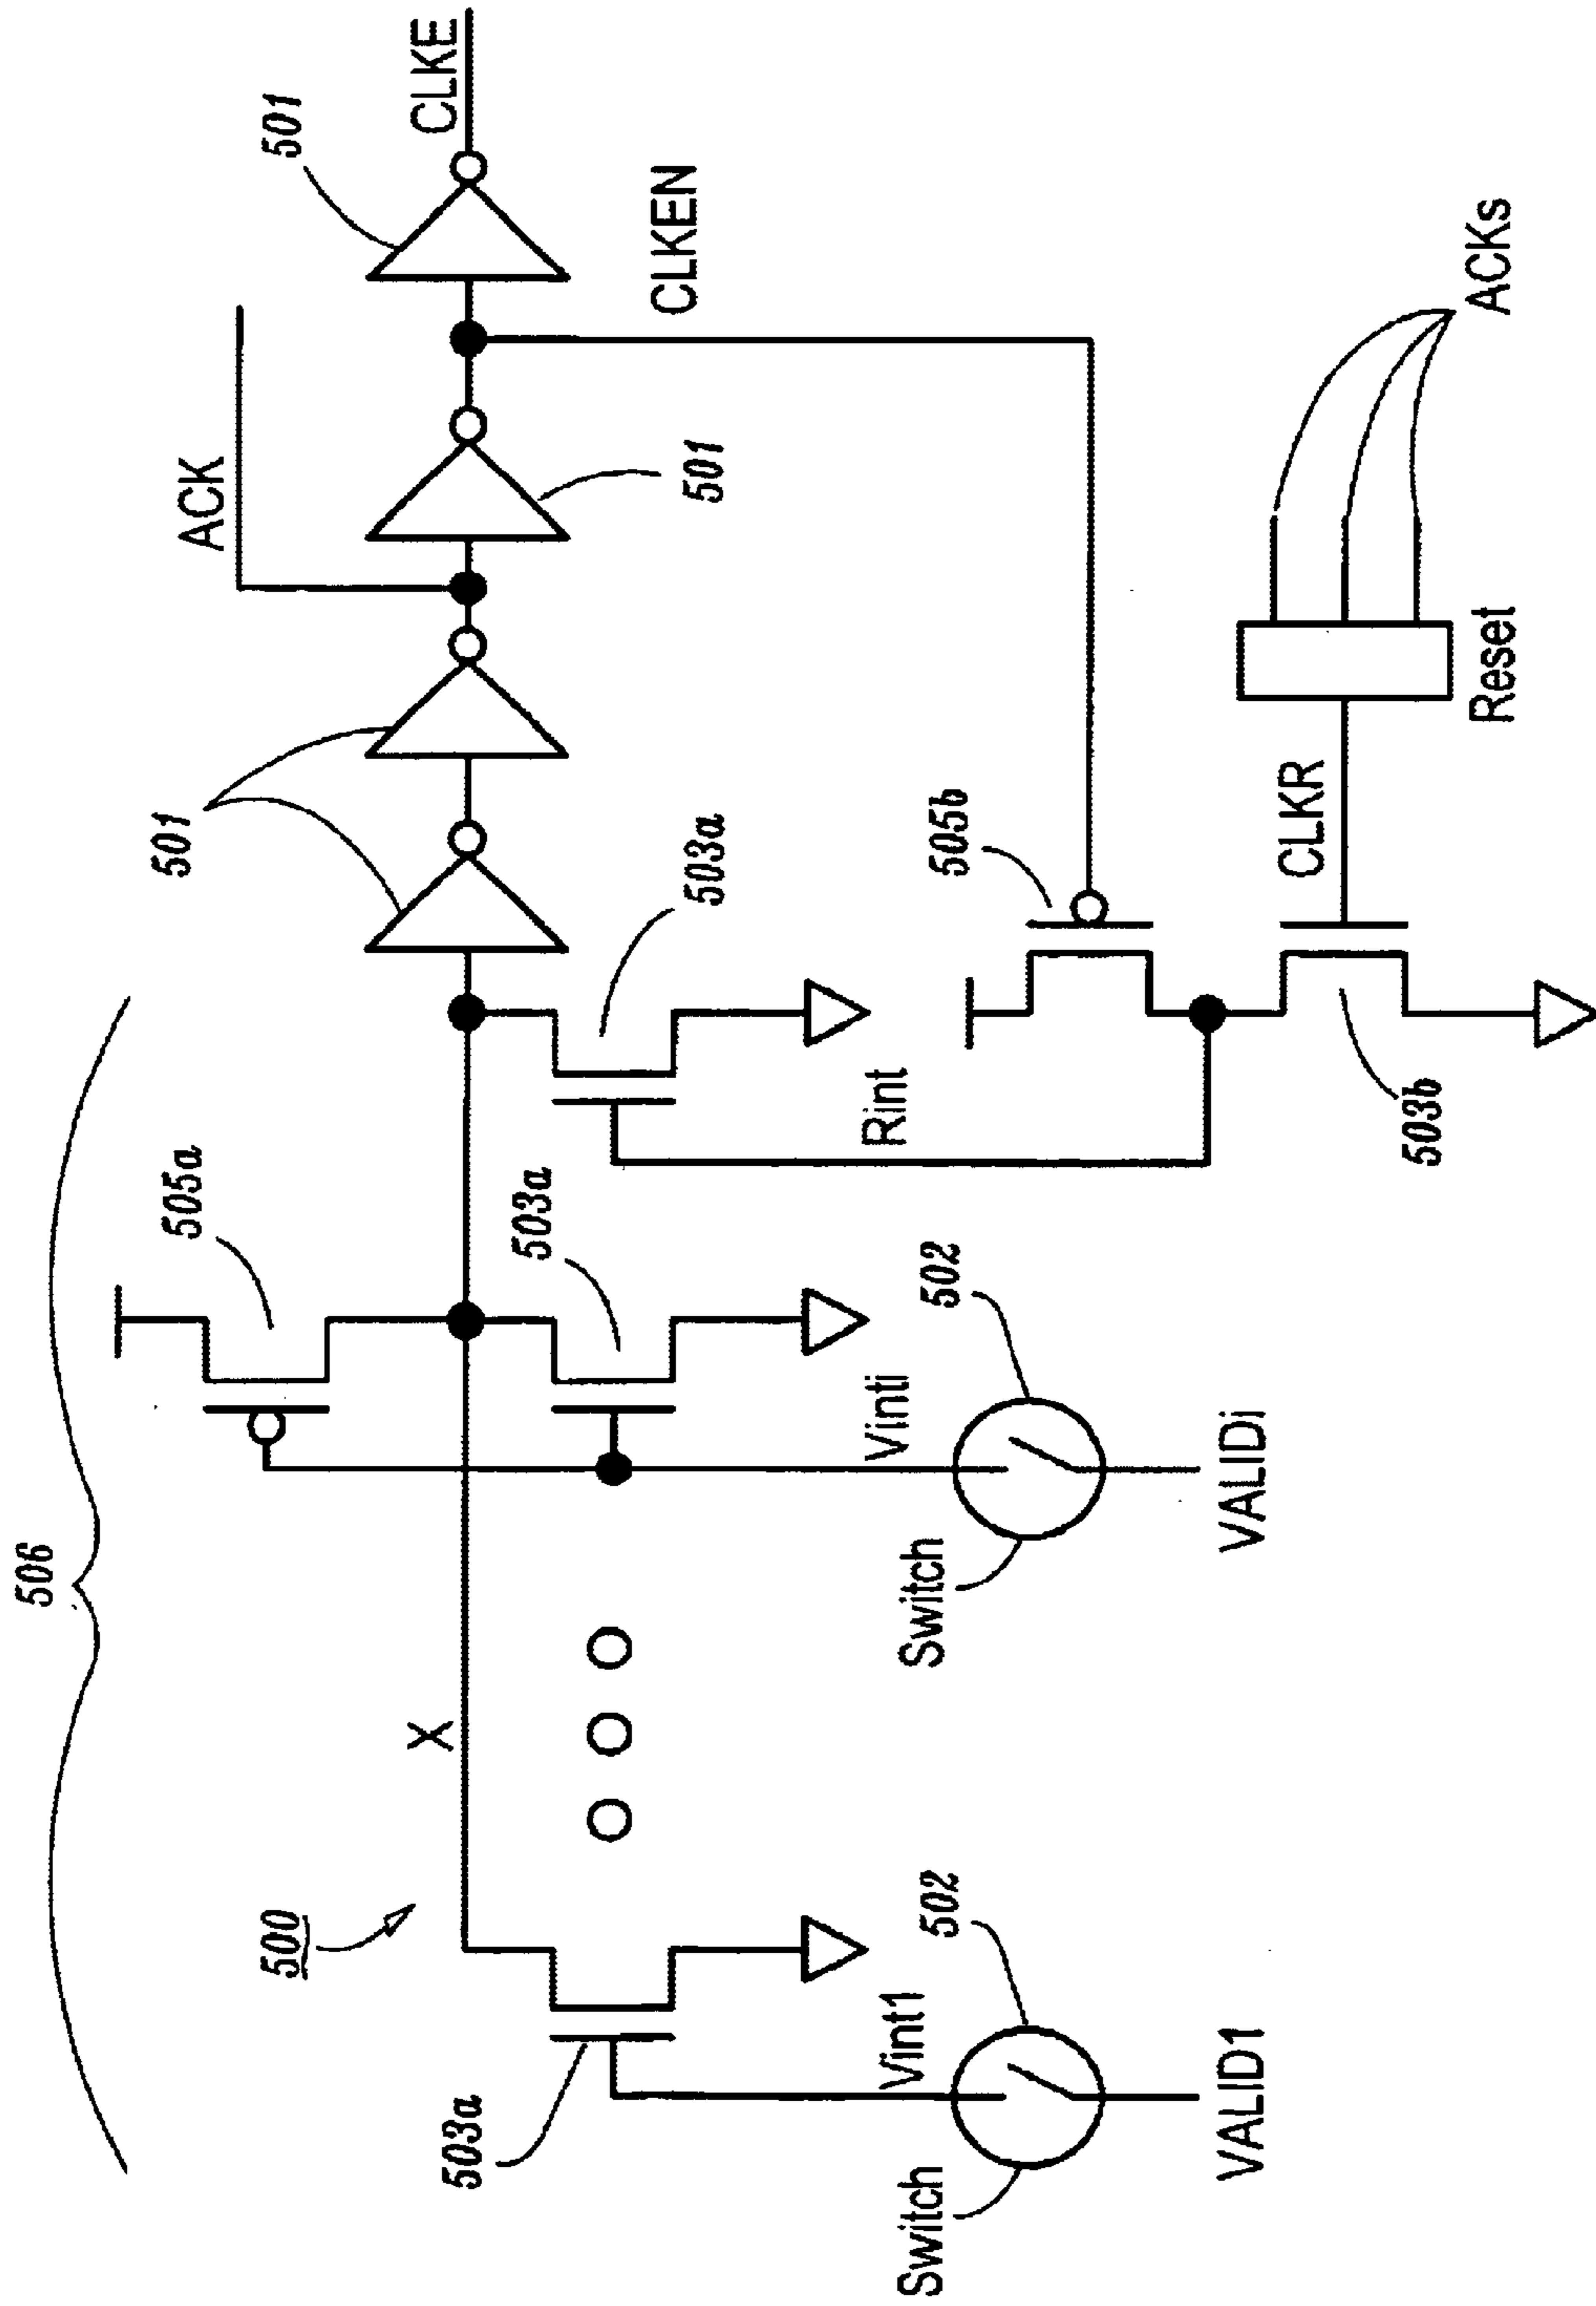 506
500
X
505a
503a
503a
503a
501
501
501
ACK
CLKE
CLKEN
Vint1
Vinti
Rint
Switch
502
Switch
502
505b
VALID1
VALIDi
503b
CLKR
Reset
ACKs